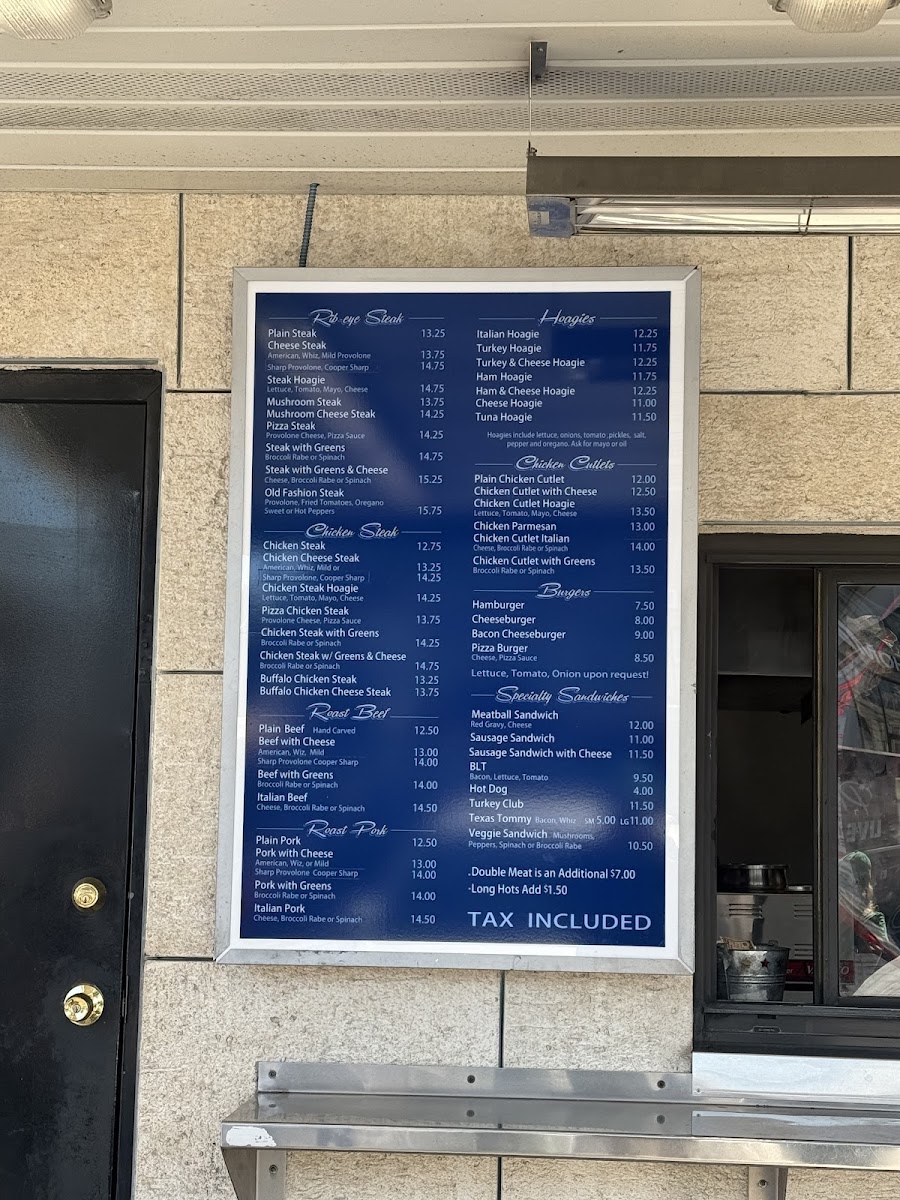 Rib-eye Steak
Plain Steak 13.25
Cheese Steak
American, Whiz, Mild Provolone 13.75
Sharp Provolone, Cooper Sharp 14.75
Steak Hoagie
Lettuce, Tomato, Mayo, Cheese 14.75
Mushroom Steak 13.75
Mushroom Cheese Steak 14.25
Pizza Steak
Provolone Cheese, Pizza Sauce 14.25
Steak with Greens
Broccoli Rabe or Spinach 14.75
Steak with Greens & Cheese
Cheese, Broccoli Rabe or Spinach 15.25
Old Fashion Steak
Provolone, Fried Tomatoes, Oregano
Sweet or Hot Peppers 15.75
Chicken Steak
Chicken Steak 12.75
Chicken Cheese Steak
American, Whiz, Mild or 13.25
Sharp Provolone, Cooper Sharp 14.25
Chicken Steak Hoagie
Lettuce, Tomato, Mayo, Cheese 14.25
Pizza Chicken Steak
Provolone Cheese, Pizza Sauce 13.75
Chicken Steak with Greens
Broccoli Rabe or Spinach 14.25
Chicken Steak w/ Greens & Cheese
Broccoli Rabe or Spinach 14.75
Buffalo Chicken Steak 13.25
Buffalo Chicken Cheese Steak 13.75
Roast Beef
Plain Beef Hand Carved 12.50
Beef with Cheese
American, Wiz, Mild 13.00
Sharp Provolone Cooper Sharp 14.00
Beef with Greens
Broccoli Rabe or Spinach 14.00
Italian Beef
Cheese, Broccoli Rabe or Spinach 14.50
Roast Pork
Plain Pork 12.50
Pork with Cheese
American, Wiz, or Mild 13.00
Sharp Provolone Cooper Sharp 14.00
Pork with Greens
Broccoli Rabe or Spinach 14.00
Italian Pork
Cheese, Broccoli Rabe or Spinach 14.50
Hoagies
Italian Hoagie 12.25
Turkey Hoagie 11.75
Turkey & Cheese Hoagie 12.25
Ham Hoagie 11.75
Ham & Cheese Hoagie 12.25
Cheese Hoagie 11.00
Tuna Hoagie 11.50
Hoagies include lettuce, onions, tomato ,pickles, salt,
pepper and oregano. Ask for mayo or oil
Chicken Cutlets
Plain Chicken Cutlet 12.00
Chicken Cutlet with Cheese 12.50
Chicken Cutlet Hoagie
Lettuce, Tomato, Mayo, Cheese 13.50
Chicken Parmesan 13.00
Chicken Cutlet Italian
Cheese, Broccoli Rabe or Spinach 14.00
Chicken Cutlet with Greens
Broccoli Rabe or Spinach 13.50
Burgers
Hamburger 7.50
Cheeseburger 8.00
Bacon Cheeseburger 9.00
Pizza Burger
Cheese, Pizza Sauce 8.50
Lettuce, Tomato, Onion upon request!
Specialty Sandwiches
Meatball Sandwich
Red Gravy, Cheese 12.00
Sausage Sandwich 11.00
Sausage Sandwich with Cheese 11.50
BLT
Bacon, Lettuce, Tomato 9.50
Hot Dog 4.00
Turkey Club 11.50
Texas Tommy Bacon, Whiz SM 5.00 LG 11.00
Veggie Sandwich Mushrooms,
Peppers, Spinach or Broccoli Rabe 10.50
.Double Meat is an Additional $7.00
-Long Hots Add $1.50
TAX INCLUDED